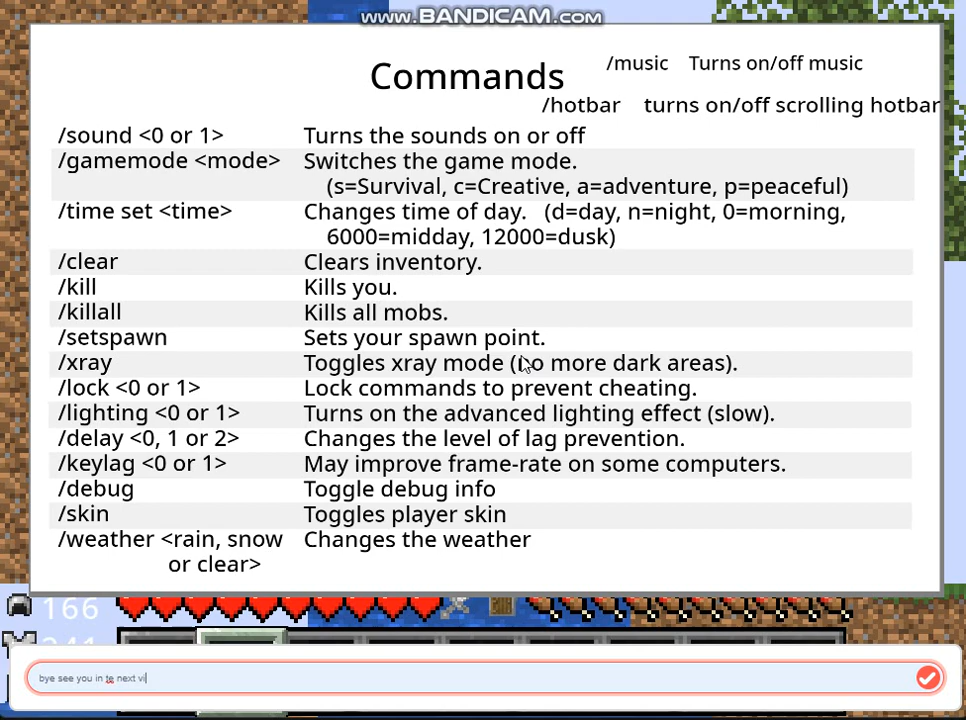 www.BANDICAM.com
/music Turns on/off music
Commands
/hotbar turns on/off scrolling hotbar
/sound <0 or 1> Turns the sounds on or off
/gamemode <mode> Switches the game mode.
(s=Survival, c=Creative, a=adventure, p=peaceful)
/time set <time> Changes time of day. (d=day, n=night, 0=morning,
6000=midday, 12000=dusk)
/clear Clears inventory.
/kill Kills you.
/killall Kills all mobs.
/setspawn Sets your spawn point.
/xray Toggles xray mode (no more dark areas).
/lock <0 or 1> Lock commands to prevent cheating.
/lighting <0 or 1> Turns on the advanced lighting effect (slow).
/delay <0, 1 or 2> Changes the level of lag prevention.
/keylag <0 or 1> May improve frame-rate on some computers.
/debug Toggle debug info
/skin Toggles player skin
/weather <rain, snow Changes the weather
or clear>
166
bye see you in te next vi